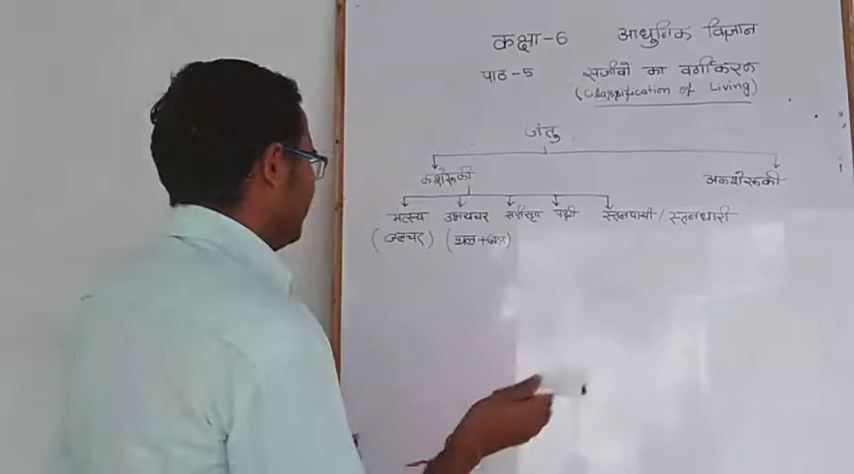 कक्षा-6 आधुनिक विज्ञान
पाठ-5 सजीवों का वर्गीकरण
(Classification of Living)
जंतु
कशेरूकी अकशेरूकी
मत्स्य उभयचर सरीसृप पक्षी स्तनपायी/स्तनधारी
(जलचर) (थल+जल)